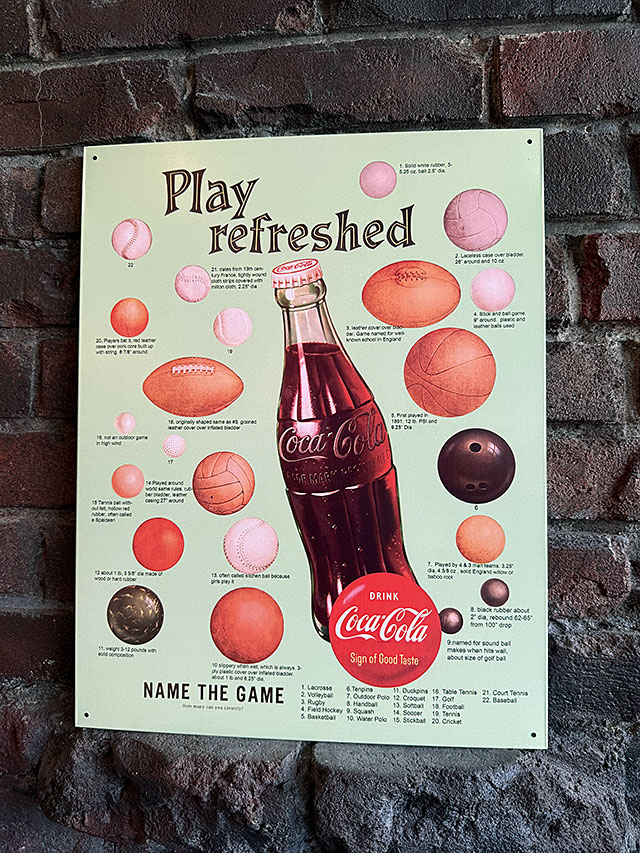 Play
refreshed
1. Solid white rubber, 5-
5.25 oz. ball 2.5" dia.
2. Laceless cover over bladder.
26" around and 10 oz
22
21. dates from 13th cen-
tury France, tightly wound
cloth strips covered with
milton cloth, 2.25" dia
3. leather cover over blad-
der. Game named for well-
known school in England
4. Stick and ball game.
9" around. plastic and
leather balls used
20. Players bat it, red leather
case over cork core built up
with string. 8 7/8" around
19
18. originally shaped same as #3. grained
leather cover over inflated bladder
5. First played in
1891. 12 lb. PSI and
8.25" Dia.
16. not an outdoor game
in high wind
17
14 Played around
world same rules, rub-
ber bladder, leather
casing 27" around
15 Tennis ball with-
out felt, hollow red
rubber, often called
a Spaldeen
6
7. Played by 4 & 3 man teams. 3.25"
dia, 4 5/8 oz , solid England willow or
baboo root
12 about 1 lb, 3 5/8" dia made of
wood or hard rubber
13. often called kitchen ball because
girls play it
8. black rubber about
2" dia, rebound 62-65"
from 100" drop
9.named for sound ball
makes when hits wall,
about size of golf ball
11. weight 3-12 pounds with
solid composition
10 slippery when wet, which is always. 3-
ply plastic cover over inflated bladder.
about 1 lb and 8.25" dia.
Coca-Cola
Coca-Cola
TRADE MARK
DRINK
Coca-Cola
Sign of Good Taste
NAME THE GAME
How many can you identify?
1. Lacrosse 6.Tenpins 11. Duckpins 16. Table Tennis 21. Court Tennis
2. Volleyball 7. Outdoor Polo 12. Croquet 17. Golf 22. Baseball
3. Rugby 8. Handball 13. Softball 18. Football
4. Field Hockey 9. Squash 14. Soccer 19. Tennis
5. Basketball 10. Water Polo 15. Stickball 20. Cricket